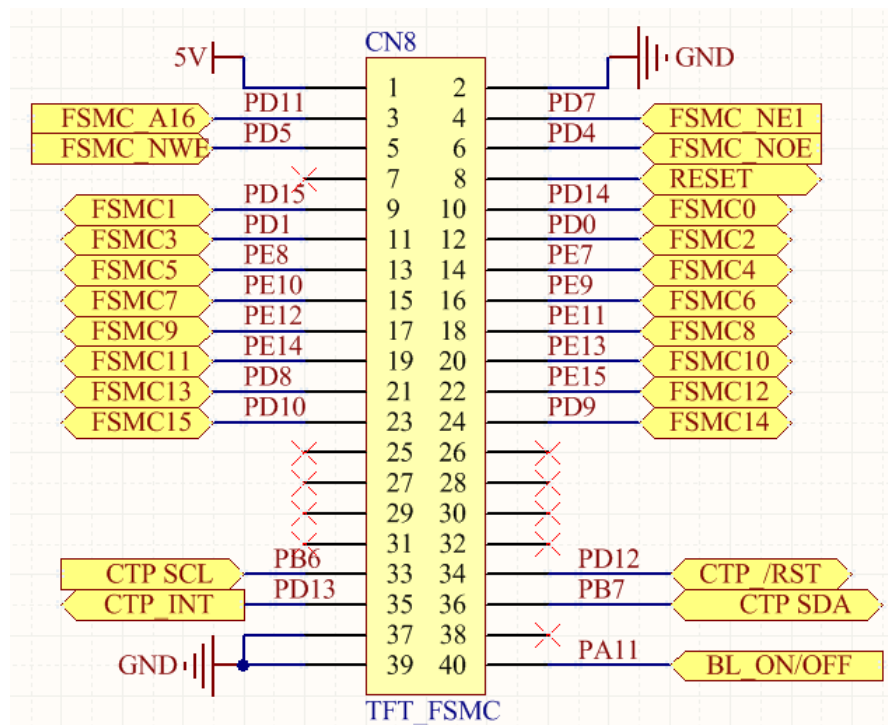 CN8
5V 1 2 GND
FSMC_A16 PD11 3 4 PD7 FSMC_NE1
FSMC_NWE PD5 5 6 PD4 FSMC_NOE
7 8 RESET
FSMC1 PD15 9 10 PD14 FSMC0
FSMC3 PD1 11 12 PD0 FSMC2
FSMC5 PE8 13 14 PE7 FSMC4
FSMC7 PE10 15 16 PE9 FSMC6
FSMC9 PE12 17 18 PE11 FSMC8
FSMC11 PE14 19 20 PE13 FSMC10
FSMC13 PD8 21 22 PE15 FSMC12
FSMC15 PD10 23 24 PD9 FSMC14
25 26
27 28
29 30
31 32
CTP SCL PB6 33 34 PD12 CTP_/RST
CTP_INT PD13 35 36 PB7 CTP SDA
37 38
GND 39 40 PA11 BL_ON/OFF
TFT_FSMC